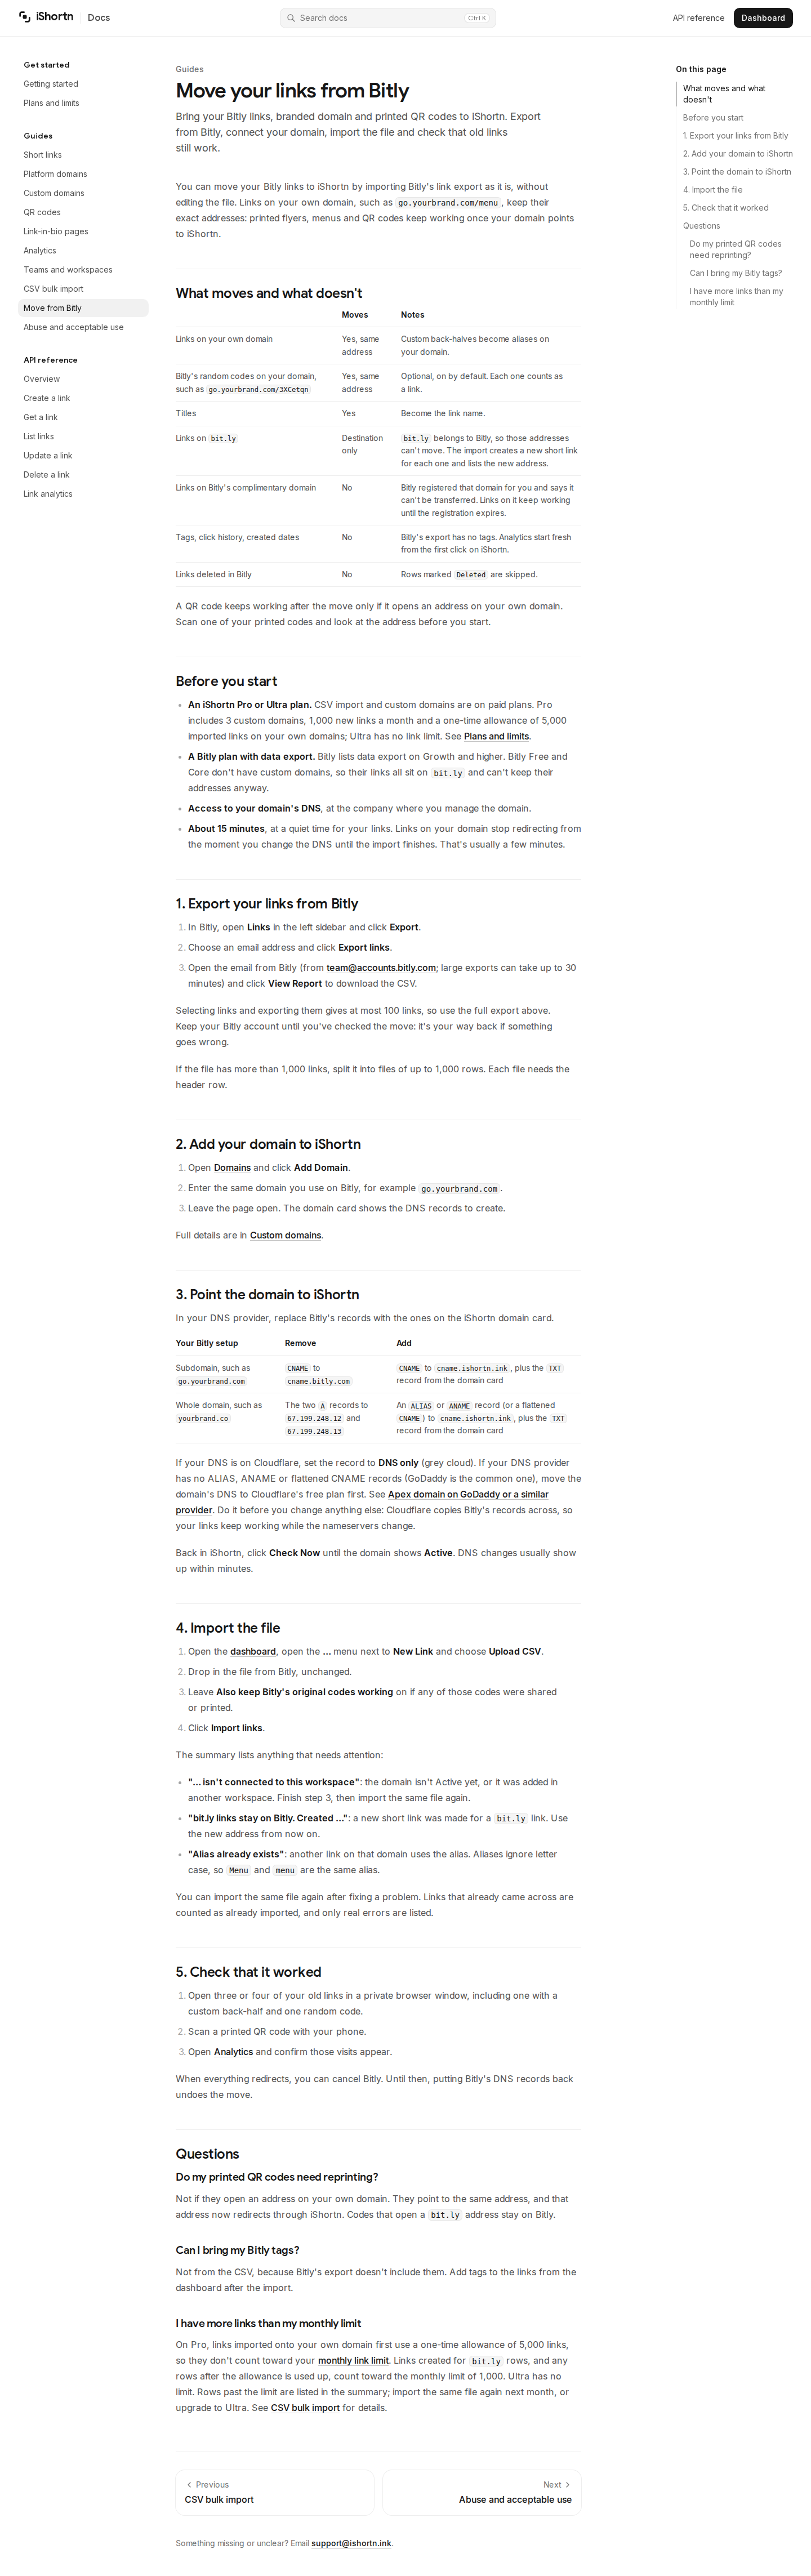 iShortn
Docs
Search docs
Ctrl K
API reference
Dashboard
Get started
Getting started
Plans and limits
Guides
Short links
Platform domains
Custom domains
QR codes
Link-in-bio pages
Analytics
Teams and workspaces
CSV bulk import
Move from Bitly
Abuse and acceptable use
API reference
Overview
Create a link
Get a link
List links
Update a link
Delete a link
Link analytics
Guides
Move your links from Bitly
Bring your Bitly links, branded domain and printed QR codes to iShortn. Export
from Bitly, connect your domain, import the file and check that old links
still work.
You can move your Bitly links to iShortn by importing Bitly's link export as it is, without
editing the file. Links on your own domain, such as go.yourbrand.com/menu, keep their
exact addresses: printed flyers, menus and QR codes keep working once your domain points
to iShortn.
What moves and what doesn't
Moves Notes
Links on your own domain
Yes, same
address
Custom back-halves become aliases on
your domain.
Bitly's random codes on your domain,
such as go.yourbrand.com/3XCetqn
Yes, same
address
Optional, on by default. Each one counts as
a link.
Titles
Yes
Become the link name.
Links on bit.ly
Destination
only
bit.ly belongs to Bitly, so those addresses
can't move. The import creates a new short link
for each one and lists the new address.
Links on Bitly's complimentary domain
No
Bitly registered that domain for you and says it
can't be transferred. Links on it keep working
until the registration expires.
Tags, click history, created dates
No
Bitly's export has no tags. Analytics start fresh
from the first click on iShortn.
Links deleted in Bitly
No
Rows marked Deleted are skipped.
A QR code keeps working after the move only if it opens an address on your own domain.
Scan one of your printed codes and look at the address before you start.
Before you start
An iShortn Pro or Ultra plan. CSV import and custom domains are on paid plans. Pro
includes 3 custom domains, 1,000 new links a month and a one-time allowance of 5,000
imported links on your own domains; Ultra has no link limit. See Plans and limits.
A Bitly plan with data export. Bitly lists data export on Growth and higher. Bitly Free and
Core don't have custom domains, so their links all sit on bit.ly and can't keep their
addresses anyway.
Access to your domain's DNS, at the company where you manage the domain.
About 15 minutes, at a quiet time for your links. Links on your domain stop redirecting from
the moment you change the DNS until the import finishes. That's usually a few minutes.
1. Export your links from Bitly
1. In Bitly, open Links in the left sidebar and click Export.
2. Choose an email address and click Export links.
3. Open the email from Bitly (from team@accounts.bitly.com; large exports can take up to 30
minutes) and click View Report to download the CSV.
Selecting links and exporting them gives at most 100 links, so use the full export above.
Keep your Bitly account until you've checked the move: it's your way back if something
goes wrong.
If the file has more than 1,000 links, split it into files of up to 1,000 rows. Each file needs the
header row.
2. Add your domain to iShortn
1. Open Domains and click Add Domain.
2. Enter the same domain you use on Bitly, for example go.yourbrand.com.
3. Leave the page open. The domain card shows the DNS records to create.
Full details are in Custom domains.
3. Point the domain to iShortn
In your DNS provider, replace Bitly's records with the ones on the iShortn domain card.
Your Bitly setup Remove Add
Subdomain, such as
go.yourbrand.com
CNAME to
cname.bitly.com
CNAME to cname.ishortn.ink, plus the TXT
record from the domain card
Whole domain, such as
yourbrand.co
The two A records to
67.199.248.12 and
67.199.248.13
An ALIAS or ANAME record (or a flattened
CNAME) to cname.ishortn.ink, plus the TXT
record from the domain card
If your DNS is on Cloudflare, set the record to DNS only (grey cloud). If your DNS provider
has no ALIAS, ANAME or flattened CNAME records (GoDaddy is the common one), move the
domain's DNS to Cloudflare's free plan first. See Apex domain on GoDaddy or a similar
provider. Do it before you change anything else: Cloudflare copies Bitly's records across, so
your links keep working while the nameservers change.
Back in iShortn, click Check Now until the domain shows Active. DNS changes usually show
up within minutes.
4. Import the file
1. Open the dashboard, open the ... menu next to New Link and choose Upload CSV.
2. Drop in the file from Bitly, unchanged.
3. Leave Also keep Bitly's original codes working on if any of those codes were shared
or printed.
4. Click Import links.
The summary lists anything that needs attention:
"... isn't connected to this workspace": the domain isn't Active yet, or it was added in
another workspace. Finish step 3, then import the same file again.
"bit.ly links stay on Bitly. Created ...": a new short link was made for a bit.ly link. Use
the new address from now on.
"Alias already exists": another link on that domain uses the alias. Aliases ignore letter
case, so Menu and menu are the same alias.
You can import the same file again after fixing a problem. Links that already came across are
counted as already imported, and only real errors are listed.
5. Check that it worked
1. Open three or four of your old links in a private browser window, including one with a
custom back-half and one random code.
2. Scan a printed QR code with your phone.
3. Open Analytics and confirm those visits appear.
When everything redirects, you can cancel Bitly. Until then, putting Bitly's DNS records back
undoes the move.
Questions
Do my printed QR codes need reprinting?
Not if they open an address on your own domain. They point to the same address, and that
address now redirects through iShortn. Codes that open a bit.ly address stay on Bitly.
Can I bring my Bitly tags?
Not from the CSV, because Bitly's export doesn't include them. Add tags to the links from the
dashboard after the import.
I have more links than my monthly limit
On Pro, links imported onto your own domain first use a one-time allowance of 5,000 links,
so they don't count toward your monthly link limit. Links created for bit.ly rows, and any
rows after the allowance is used up, count toward the monthly limit of 1,000. Ultra has no
limit. Rows past the limit are listed in the summary; import the same file again next month, or
upgrade to Ultra. See CSV bulk import for details.
Previous
CSV bulk import
Next
Abuse and acceptable use
Something missing or unclear? Email support@ishortn.ink.
On this page
What moves and what
doesn't
Before you start
1. Export your links from Bitly
2. Add your domain to iShortn
3. Point the domain to iShortn
4. Import the file
5. Check that it worked
Questions
Do my printed QR codes
need reprinting?
Can I bring my Bitly tags?
I have more links than my
monthly limit